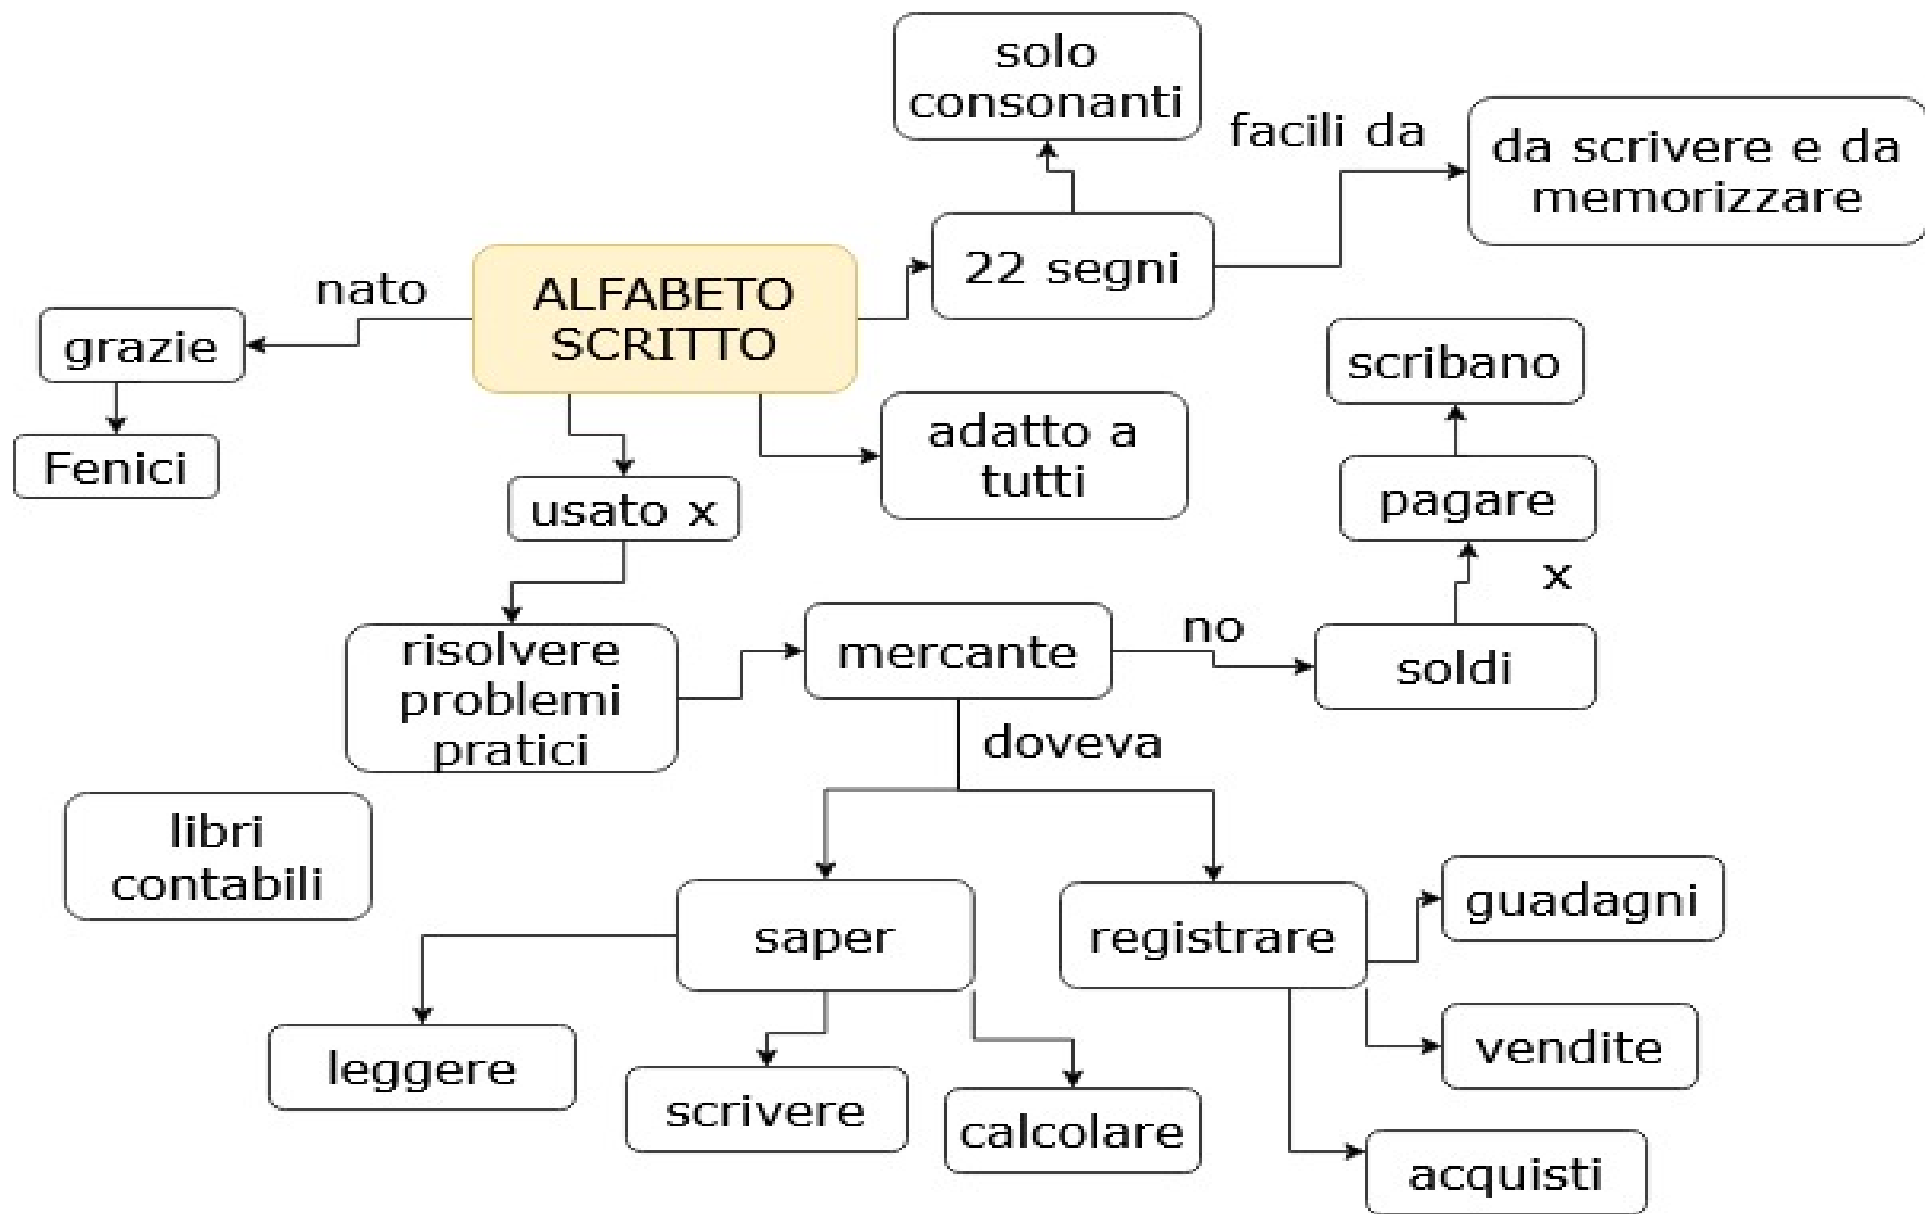 solo
consonanti
facili da
da scrivere e da
memorizzare
22 segni
nato
ALFABETO
SCRITTO
grazie
Fenici
scribano
adatto a
tutti
pagare
usato x
x
risolvere
problemi
pratici
mercante
no
soldi
doveva
libri
contabili
saper
registrare
guadagni
leggere
scrivere
calcolare
vendite
acquisti